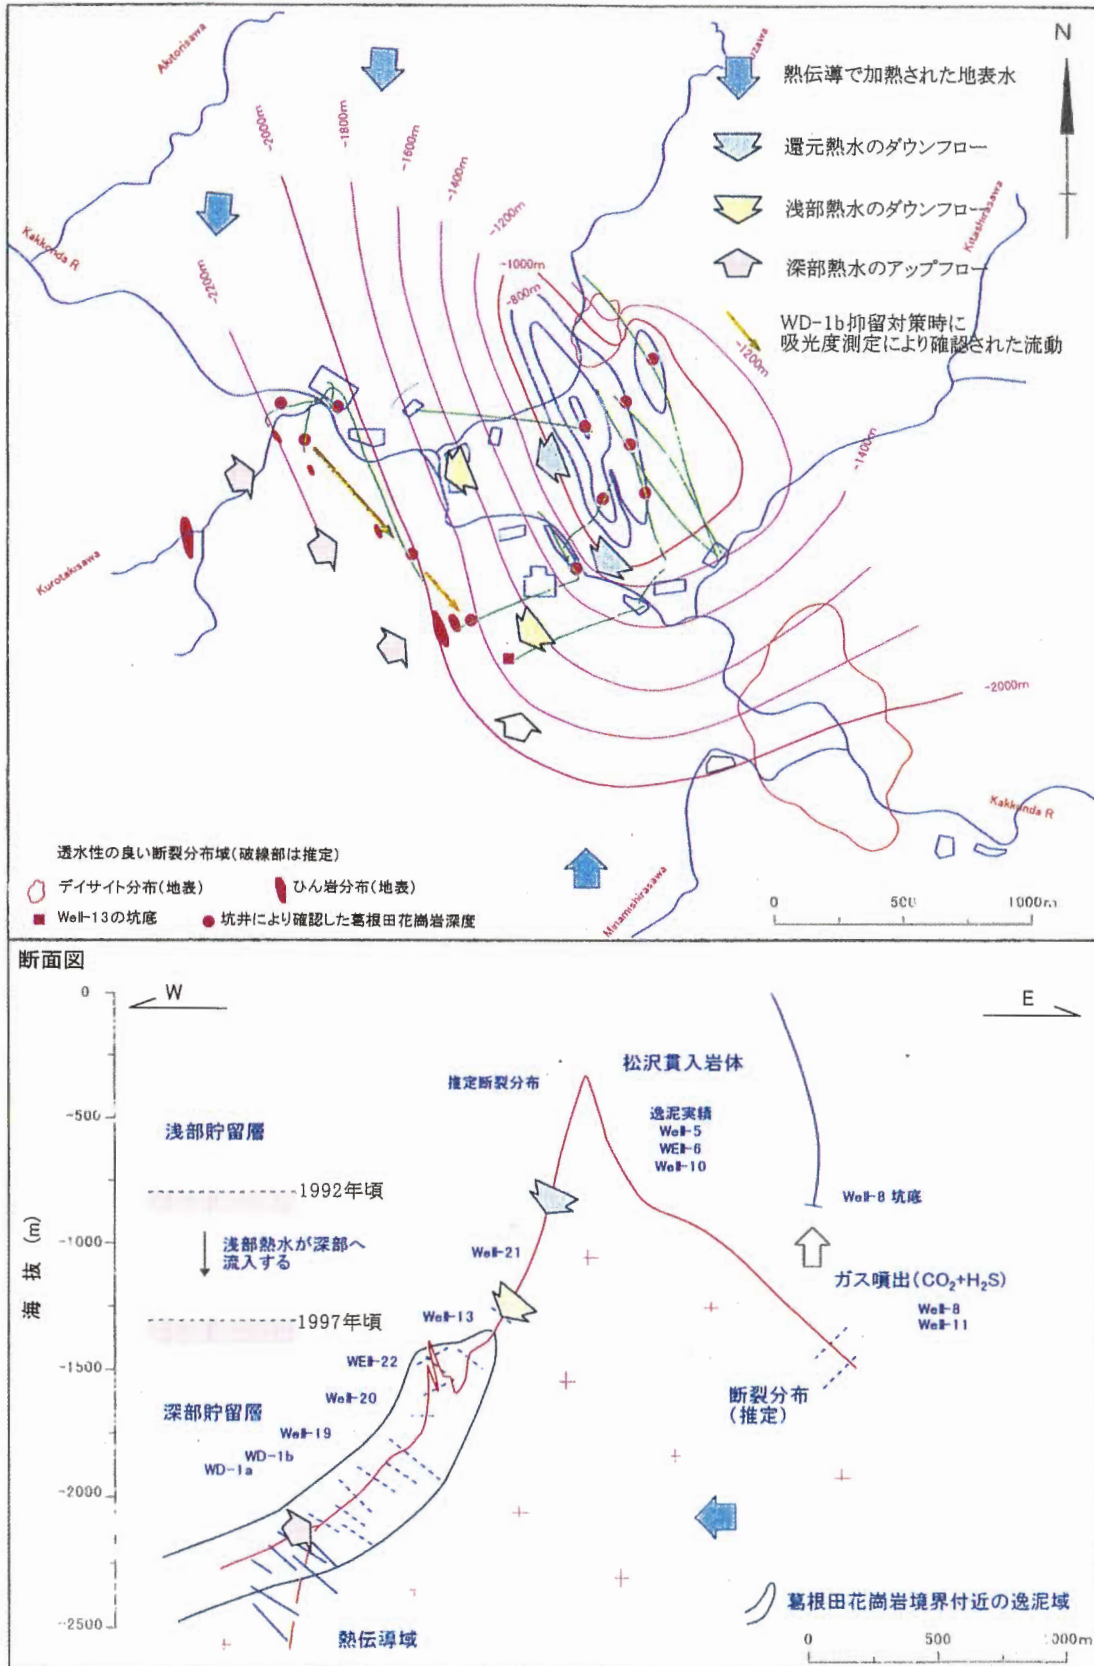 Akitorisawa
N
熱伝導で加熱された地表水
還元熱水のダウンフロー
浅部熱水のダウンフロー
深部熱水のアップフロー
WD-1b抑留対策時に
吸光度測定により確認された流動
Kitashirasawa
Kakkonda R
Kurotakisawa
-2200m
-2000m
-1800m
-1600m
-1400m
-1200m
-1000m
-800m
-1200m
-1400m
-2000m
Kakkonda R
Minamishirasawa
透水性の良い断裂分布域(破線部は推定)
デイサイト分布(地表)
ひん岩分布(地表)
Well-13の坑底
坑井により確認した葛根田花崗岩深度
0 500 1000m
断面図
W
E
海抜 (m)
0
-500
-1000
-1500
-2000
-2500
推定断裂分布
松沢貫入岩体
逸泥実績
Well-5
WEll-6
Well-10
浅部貯留層
1992年頃
浅部熱水が深部へ
流入する
1997年頃
深部貯留層
Well-21
Well-13
WEll-22
Well-20
Well-19
WD-1b
WD-1a
Well-8 坑底
ガス噴出(CO₂+H₂S)
Well-8
Well-11
断裂分布
(推定)
熱伝導域
葛根田花崗岩境界付近の逸泥域
0 500 1000m